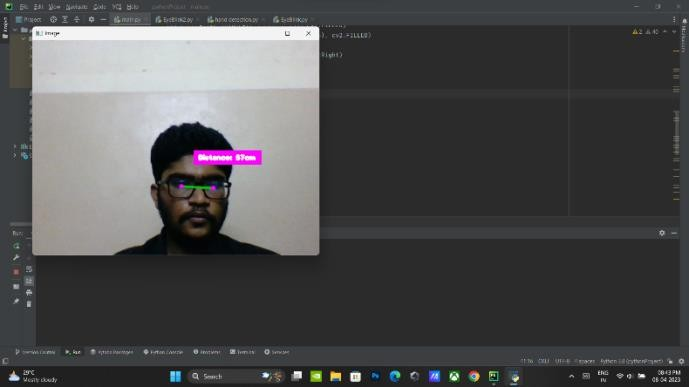 File Edit View Navigate Code VCS Help pythonProject main.py
Project
main.py EyeBlink2.py hand detection.py EyeBlink.py
Image
), cv2.FILLED)
Right)
2 40
Distance: 57cm
Run:
Version Control Run Python Packages Python Console Problems Terminal Services
CRLF UTF-8 4 spaces Python 3.8 (pythonProject)
29°C
Mostly cloudy
Search
ENG
IN
08:43 PM
08-04-2023